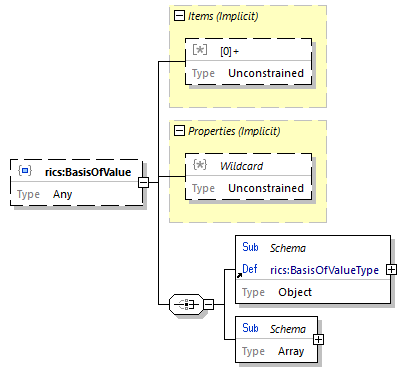 Items (Implicit)
[*] [0]+
Type Unconstrained
Properties (Implicit)
{*} Wildcard
Type Unconstrained
rics:BasisOfValue
Type Any
Sub Schema
Def rics:BasisOfValueType
Type Object
Sub Schema
Type Array